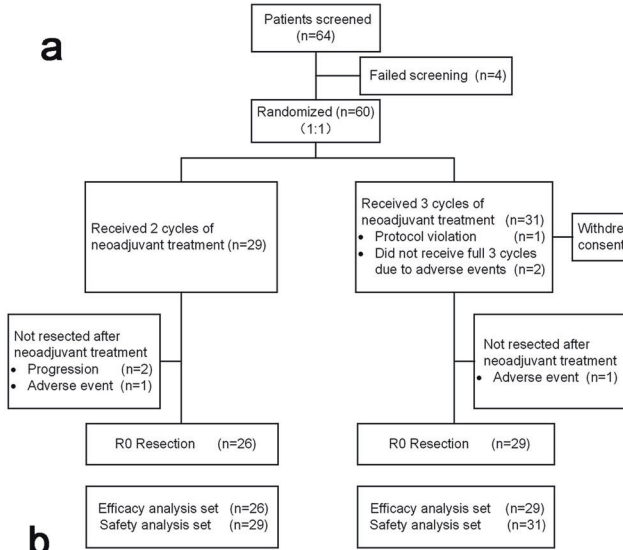 a
Patients screened
(n=64)
Failed screening (n=4)
Randomized (n=60)
(1:1)
Received 2 cycles of
neoadjuvant treatment (n=29)
Received 3 cycles of
neoadjuvant treatment (n=31)
• Protocol violation (n=1)
• Did not receive full 3 cycles
due to adverse events (n=2)
consent
Not resected after
neoadjuvant treatment
• Progression (n=2)
• Adverse event (n=1)
Not resected after
neoadjuvant treatment
• Adverse event (n=1)
R0 Resection (n=26)
R0 Resection (n=29)
Efficacy analysis set (n=26)
Safety analysis set (n=29)
Efficacy analysis set (n=29)
Safety analysis set (n=31)
b